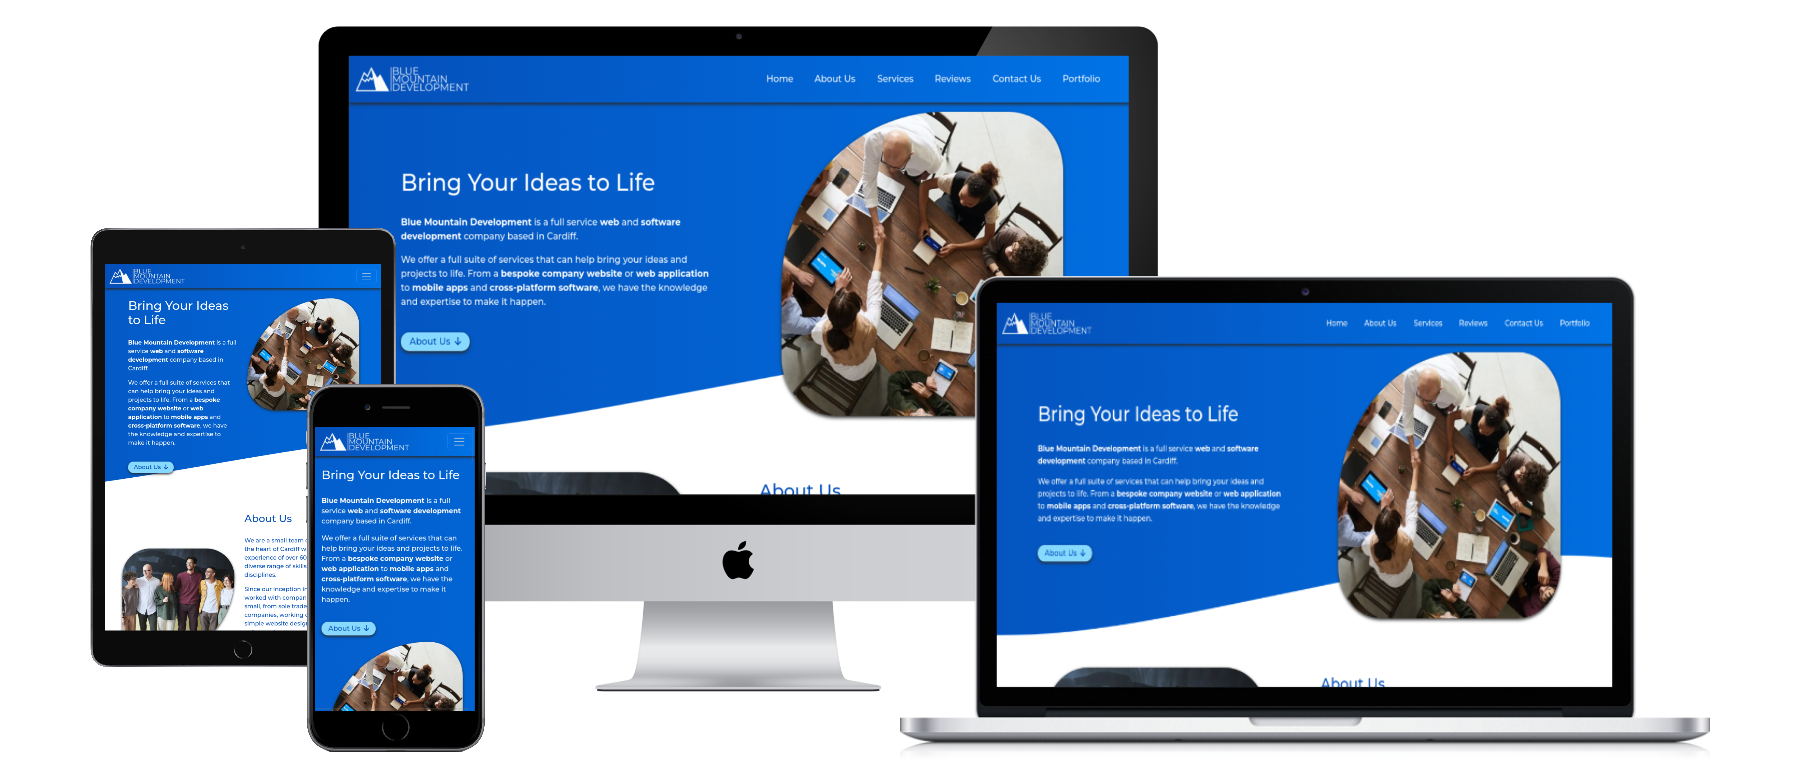 BLUE
MOUNTAIN
DEVELOPMENT
Home About Us Services Reviews Contact Us Portfolio
Bring Your Ideas to Life
Blue Mountain Development is a full service web and software
development company based in Cardiff.
We offer a full suite of services that can help bring your ideas and
projects to life. From a bespoke company website or web application
to mobile apps and cross-platform software, we have the knowledge
and expertise to make it happen.
About Us ↓
About Us
BLUE
MOUNTAIN
DEVELOPMENT
Bring Your Ideas
to Life
Blue Mountain Development is a full
service web and software
development company based in
Cardiff.
We offer a full suite of services that
can help bring your ideas and
projects to life. From a bespoke
company website or web
application to mobile apps and
cross-platform software, we have
the knowledge and expertise to
make it happen.
About Us ↓
About Us
We are a small team
the heart of Cardiff
experience of over 60
diverse range of skills
disciplines.
Since our inception in
worked with
small, from sole
companies, working
simple website
BLUE
MOUNTAIN
DEVELOPMENT
Bring Your Ideas to Life
Blue Mountain Development is a full
service web and software development
company based in Cardiff.
We offer a full suite of services that can
help bring your ideas and projects to life.
From a bespoke company website or
web application to mobile apps and
cross-platform software, we have the
knowledge and expertise to make it
happen.
About Us ↓
BLUE
MOUNTAIN
DEVELOPMENT
Home About Us Services Reviews Contact Us Portfolio
Bring Your Ideas to Life
Blue Mountain Development is a full service web and software
development company based in Cardiff.
We offer a full suite of services that can help bring your ideas and
projects to life. From a bespoke company website or web application
to mobile apps and cross-platform software, we have the knowledge
and expertise to make it happen.
About Us ↓
About Us